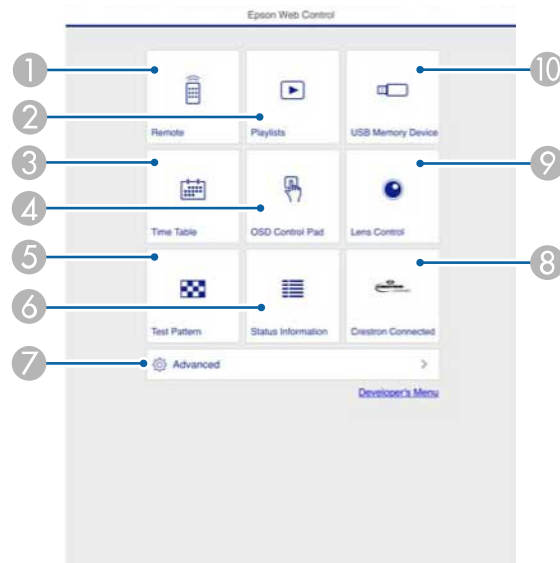 Epson Web Control
1
2
3
4
5
6
7
8
9
10
Remote
Playlists
USB Memory Device
Time Table
OSD Control Pad
Lens Control
Test Pattern
Status Information
Crestron Connected
Advanced
Developer's Menu